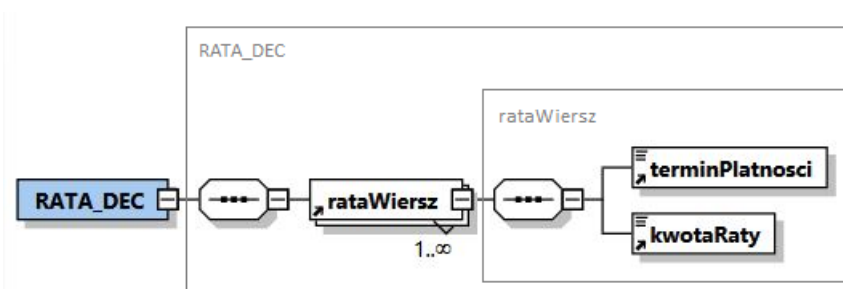 RATA_DEC
rataWiersz
RATA_DEC
rataWiersz
1..∞
terminPlatnosci
kwotaRaty